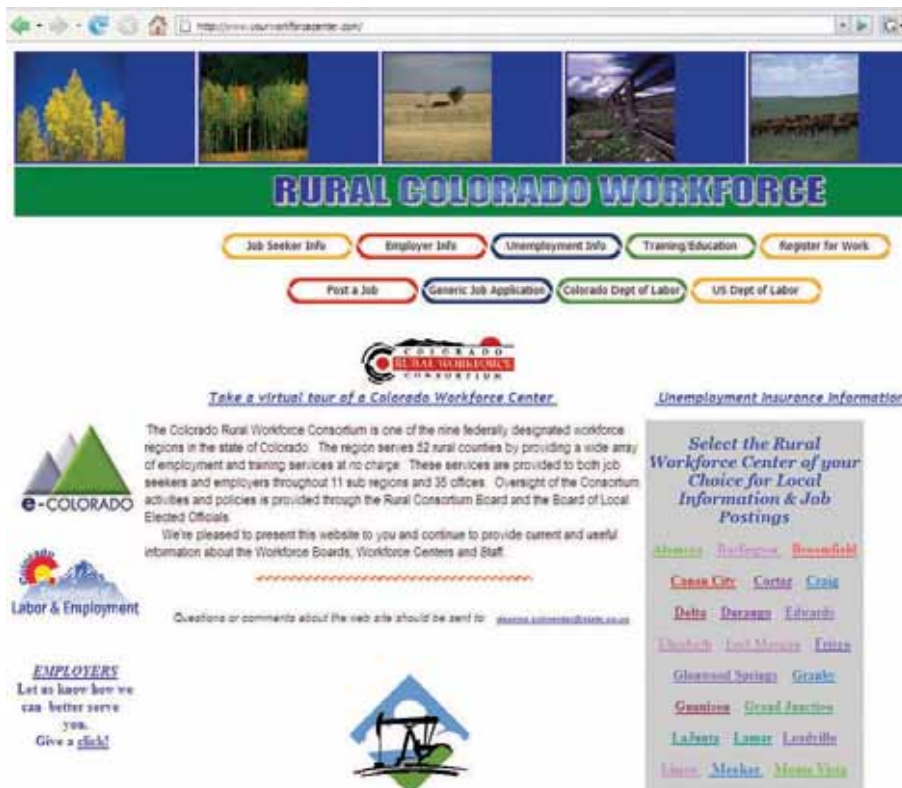 http://www.yourworkforcecenter.com/
RURAL COLORADO WORKFORCE
Job Seeker Info
Employer Info
Unemployment Info
Training/Education
Register for Work
Post a Job
Generic Job Application
Colorado Dept of Labor
US Dept of Labor
COLORADO
RURAL WORKFORCE
CONSORTIUM
Take a virtual tour of a Colorado Workforce Center
The Colorado Rural Workforce Consortium is one of the nine federally designated workforce
regions in the state of Colorado. The region serves 52 rural counties by providing a wide array
of employment and training services at no charge. These services are provided to both job
seekers and employers throughout 11 sub regions and 35 offices. Oversight of the Consortium
activities and policies is provided through the Rural Consortium Board and the Board of Local
Elected Officials
We're pleased to present this website to you and continue to provide current and useful
information about the Workforce Boards, Workforce Centers and Staff.
Questions or comments about the web site should be sent to
e-COLORADO
Colorado
Labor & Employment
EMPLOYERS
Let us know how we
can better serve
you.
Give a click!
Unemployment Insurance Information
Select the Rural
Workforce Center of your
Choice for Local
Information & Job
Postings
Alamosa Burlington Broomfield
Canon City Cortez Craig
Delta Durango Edwards
Elizabeth Fort Morgan Frisco
Glenwood Springs Granby
Gunnison Grand Junction
LaJunta Lamar Leadville
Limon Meeker Monte Vista